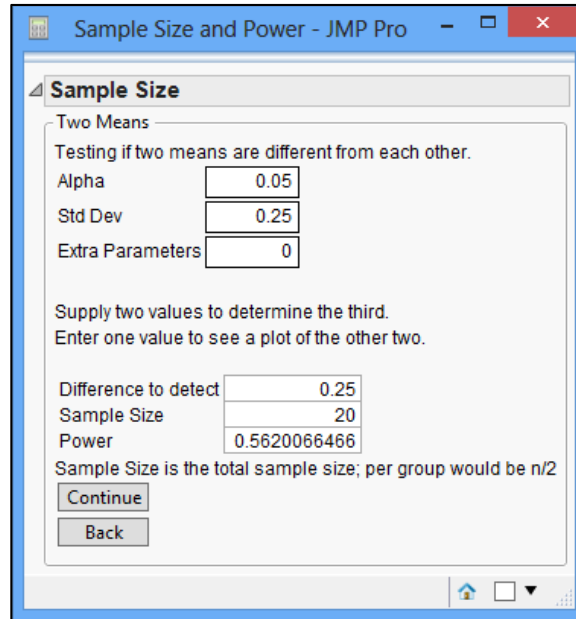 Sample Size and Power - JMP Pro
Sample Size
Two Means
Testing if two means are different from each other.
Alpha 0.05
Std Dev 0.25
Extra Parameters 0
Supply two values to determine the third.
Enter one value to see a plot of the other two.
Difference to detect 0.25
Sample Size 20
Power 0.5620066466
Sample Size is the total sample size; per group would be n/2
Continue
Back